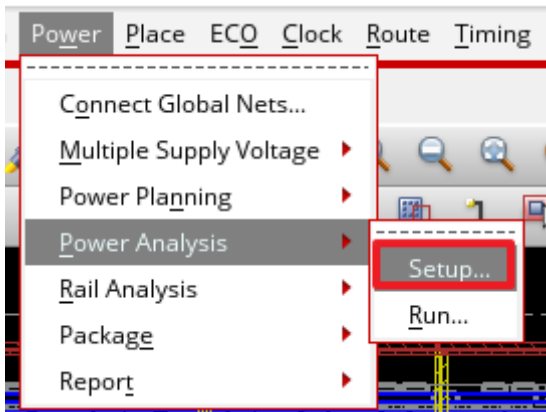 Power Place ECO Clock Route Timing
Connect Global Nets...
Multiple Supply Voltage
Power Planning
Power Analysis
Setup...
Rail Analysis
Run...
Package
Report